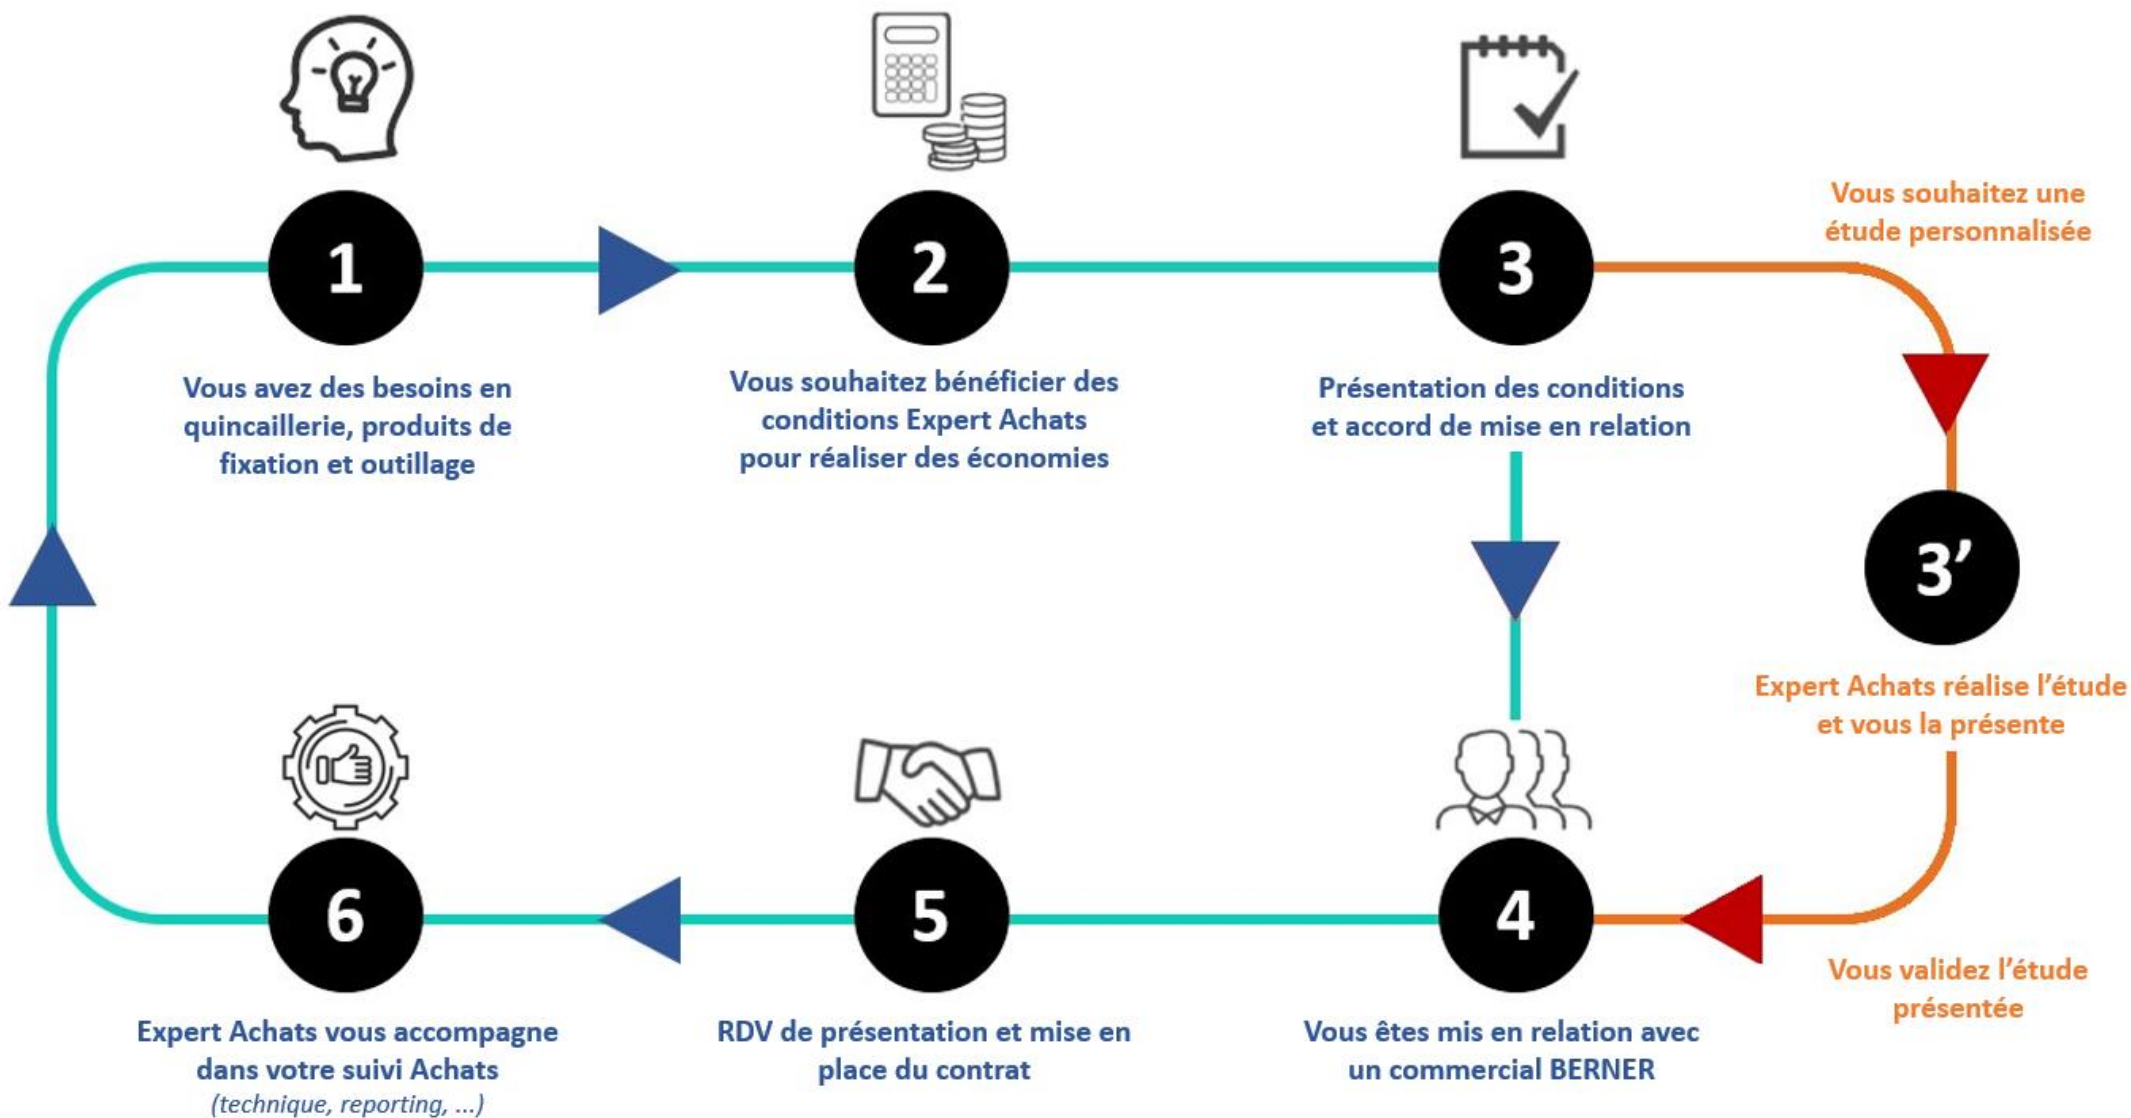 1
Vous avez des besoins en
quincaillerie, produits de
fixation et outillage
2
Vous souhaitez bénéficier des
conditions Expert Achats
pour réaliser des économies
3
Présentation des conditions
et accord de mise en relation
Vous souhaitez une
étude personnalisée
3’
Expert Achats réalise l’étude
et vous la présente
Vous validez l’étude
présentée
4
Vous êtes mis en relation avec
un commercial BERNER
5
RDV de présentation et mise en
place du contrat
6
Expert Achats vous accompagne
dans votre suivi Achats
(technique, reporting, ...)